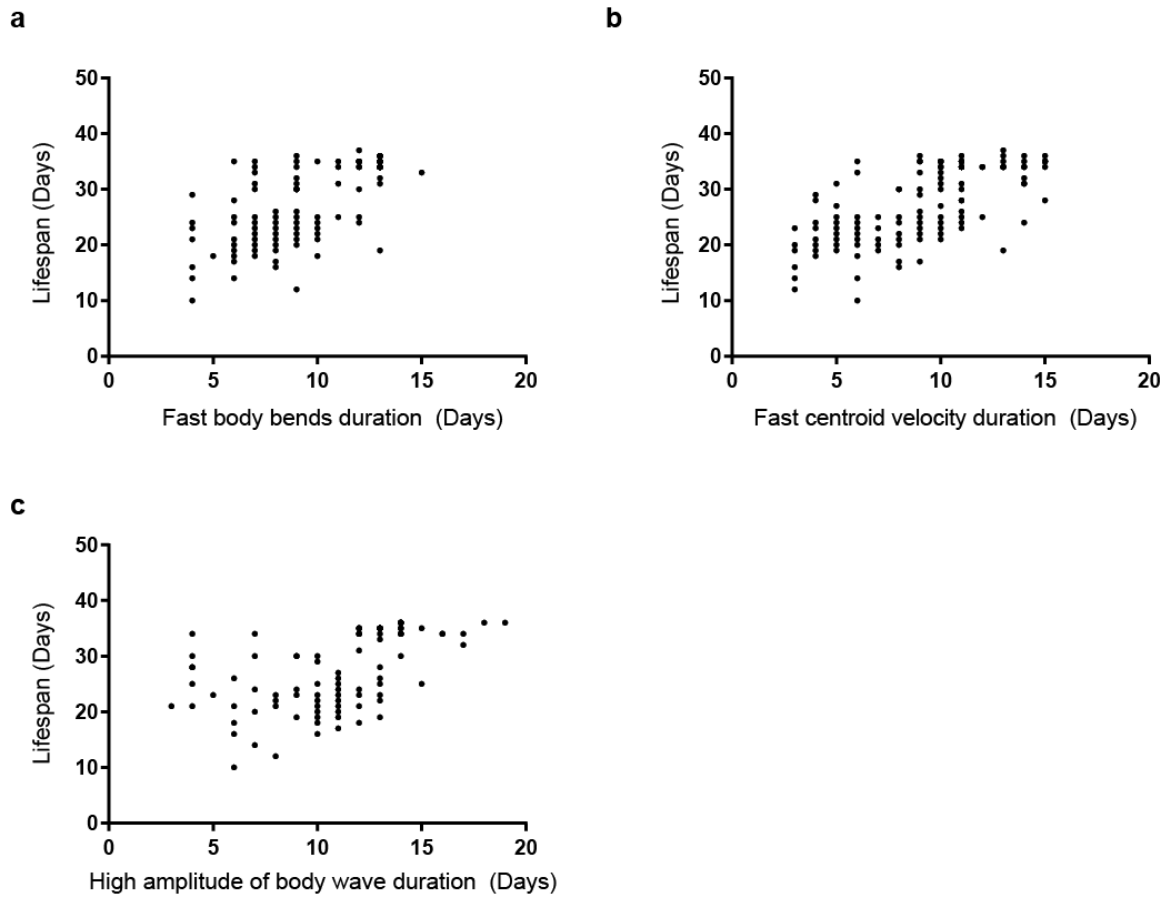 a
50
40
30
20
10
0
Lifespan (Days)
0 5 10 15 20
Fast body bends duration (Days)
b
50
40
30
20
10
0
Lifespan (Days)
0 5 10 15 20
Fast centroid velocity duration (Days)
c
50
40
30
20
10
0
Lifespan (Days)
0 5 10 15 20
High amplitude of body wave duration (Days)